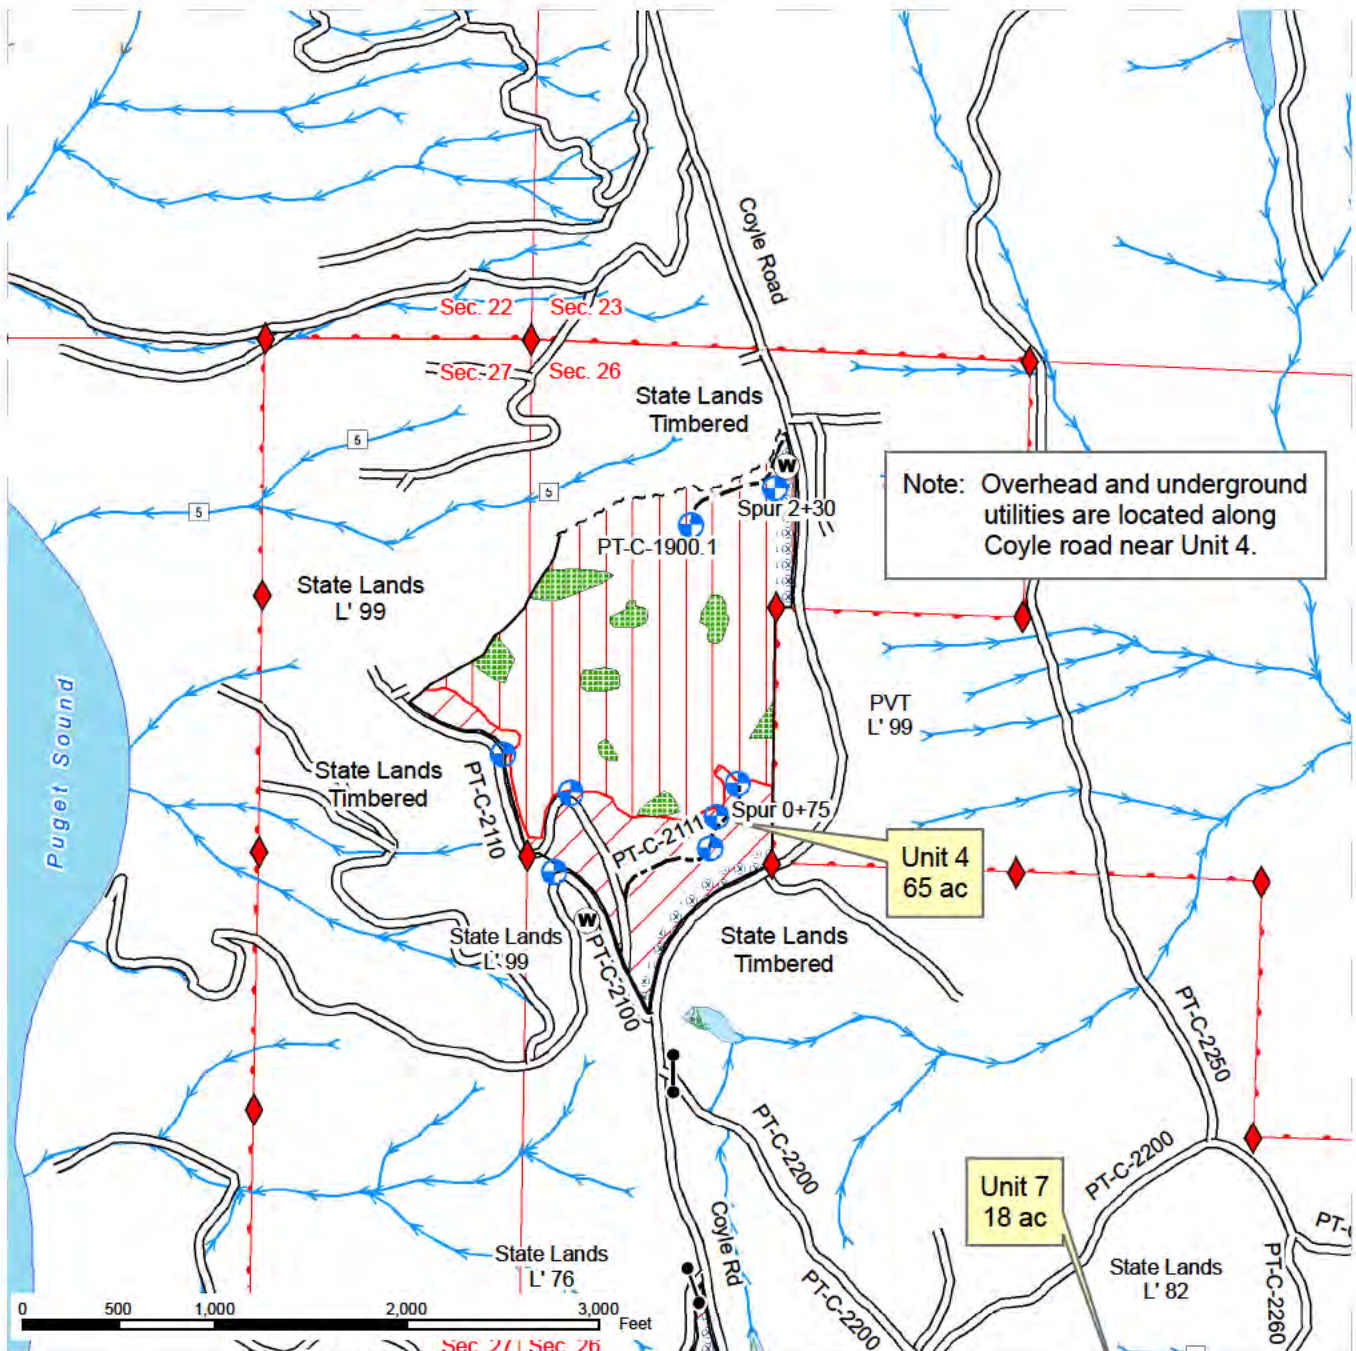 Coyle Road
Sec. 22
Sec. 23
Sec. 27
Sec. 26
State Lands
Timbered
5
5
5
W
Spur 2+30
PT-C-1900.1
Note: Overhead and underground
utilities are located along
Coyle road near Unit 4.
State Lands
L' 99
Puget Sound
PVT
L' 99
State Lands
Timbered
PT-C-2110
Spur 0+75
PT-C-2111
Unit 4
65 ac
W
State Lands
L' 99
PT-C-2100
State Lands
Timbered
PT-C-2250
PT-C-2200
PT-C-2200
Unit 7
18 ac
Coyle Rd
State Lands
L' 76
PT-C-2200
State Lands
L' 82
PT-C-2260
0 500 1,000 2,000 3,000
Feet
Sec. 27
Sec. 26